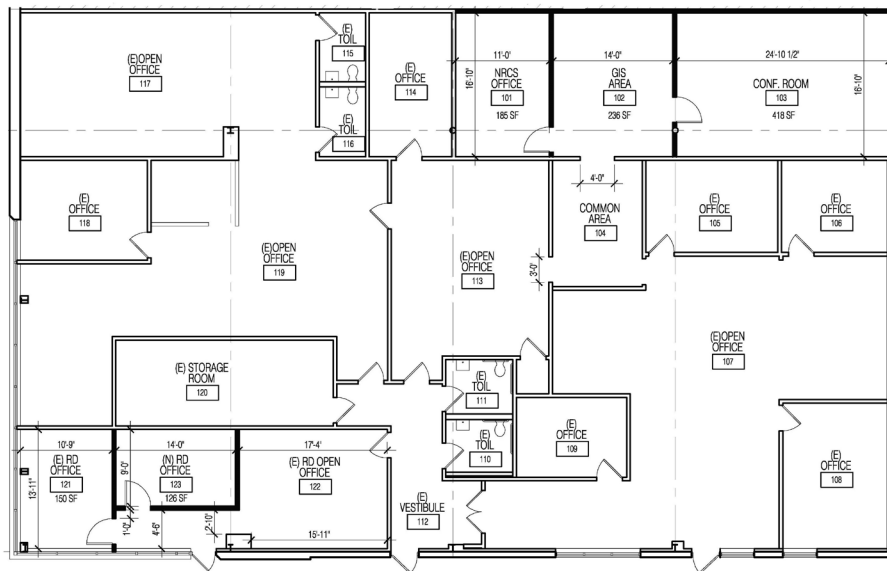 (E)OPEN
OFFICE
117
(E)
TOIL
115
(E)
TOIL
116
(E)
OFFICE
114
11'-0"
16'-10"
NRCS
OFFICE
101
185 SF
14'-0"
GIS
AREA
102
236 SF
24'-10 1/2"
CONF. ROOM
103
418 SF
16'-10"
(E)
OFFICE
118
(E)OPEN
OFFICE
119
(E)OPEN
OFFICE
113
4'-0"
COMMON
AREA
104
3'-0"
(E)
OFFICE
105
(E)
OFFICE
106
(E)OPEN
OFFICE
107
(E) STORAGE
ROOM
120
(E)
TOIL
111
(E)
TOIL
110
(E)
OFFICE
109
(E)
OFFICE
108
10'-9"
13'-11"
(E) RD
OFFICE
121
150 SF
14'-0"
9'-0"
(N) RD
OFFICE
123
126 SF
17'-4"
(E) RD OPEN
OFFICE
122
1'-0"
4'-6"
2'-10"
15'-11"
(E)
VESTIBULE
112